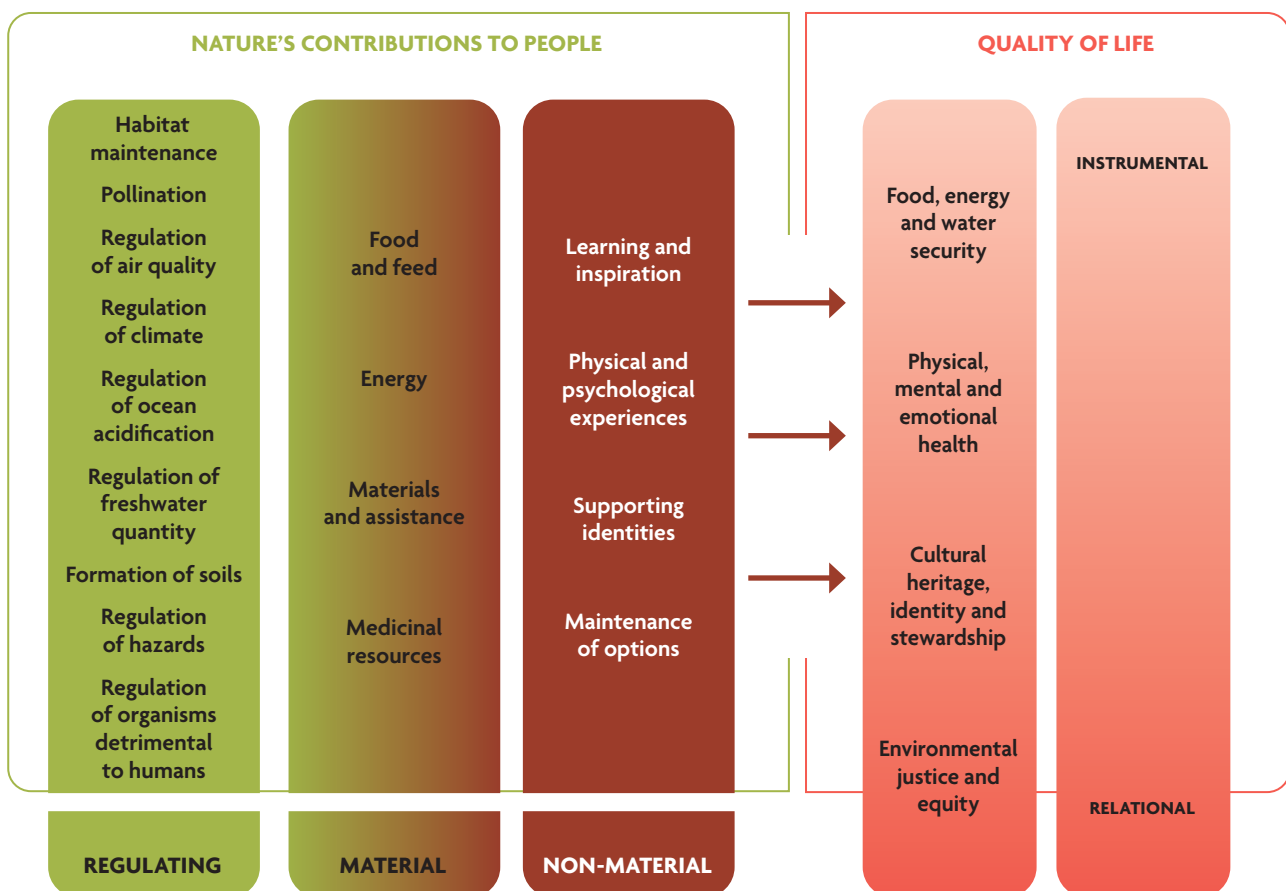 NATURE’S CONTRIBUTIONS TO PEOPLE
Habitat
maintenance
Pollination
Regulation
of air quality
Regulation
of climate
Regulation
of ocean
acidification
Regulation of
freshwater
quantity
Formation of soils
Regulation
of hazards
Regulation
of organisms
detrimental
to humans
REGULATING
Food
and feed
Energy
Materials
and assistance
Medicinal
resources
MATERIAL
Learning and
inspiration
Physical and
psychological
experiences
Supporting
identities
Maintenance
of options
NON-MATERIAL
QUALITY OF LIFE
Food, energy
and water
security
Physical,
mental and
emotional
health
Cultural
heritage,
identity and
stewardship
Environmental
justice and
equity
INSTRUMENTAL
RELATIONAL